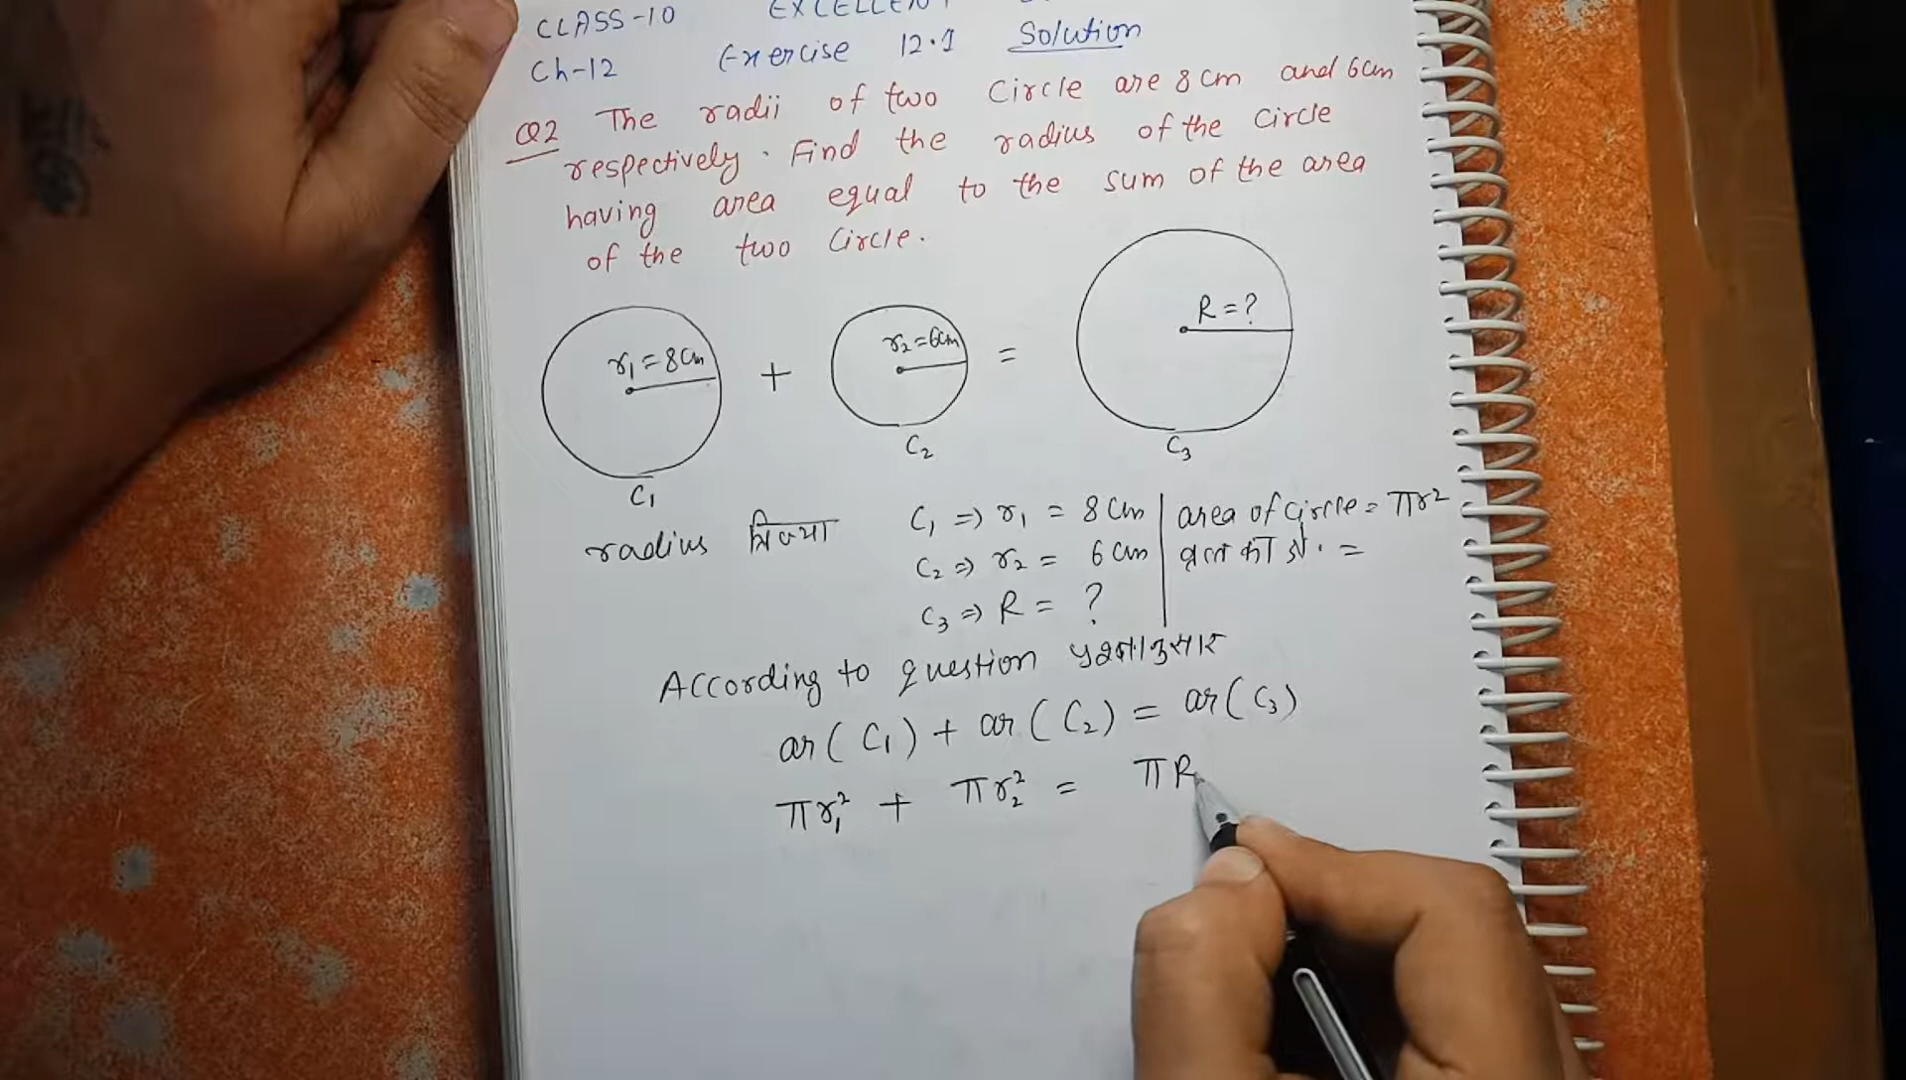 CLASS-10 EXCELLENT
Ch-12 Exercise 12.1 Solution
Q2 The radii of two Circle are 8 cm and 6 cm
respectively. Find the radius of the circle
having area equal to the sum of the area
of the two Circle.
r₁ = 8 cm + r₂ = 6 cm = R = ?
C₁ C₂ C₃
radius त्रिज्या
C₁ => r₁ = 8 cm
C₂ => r₂ = 6 cm
C₃ => R = ?
area of circle = πr²
वृत्त का क्षे. =
According to question प्रश्नानुसार
ar ( C₁ ) + ar ( C₂ ) = ar ( C₃ )
πr₁² + πr₂² = πR